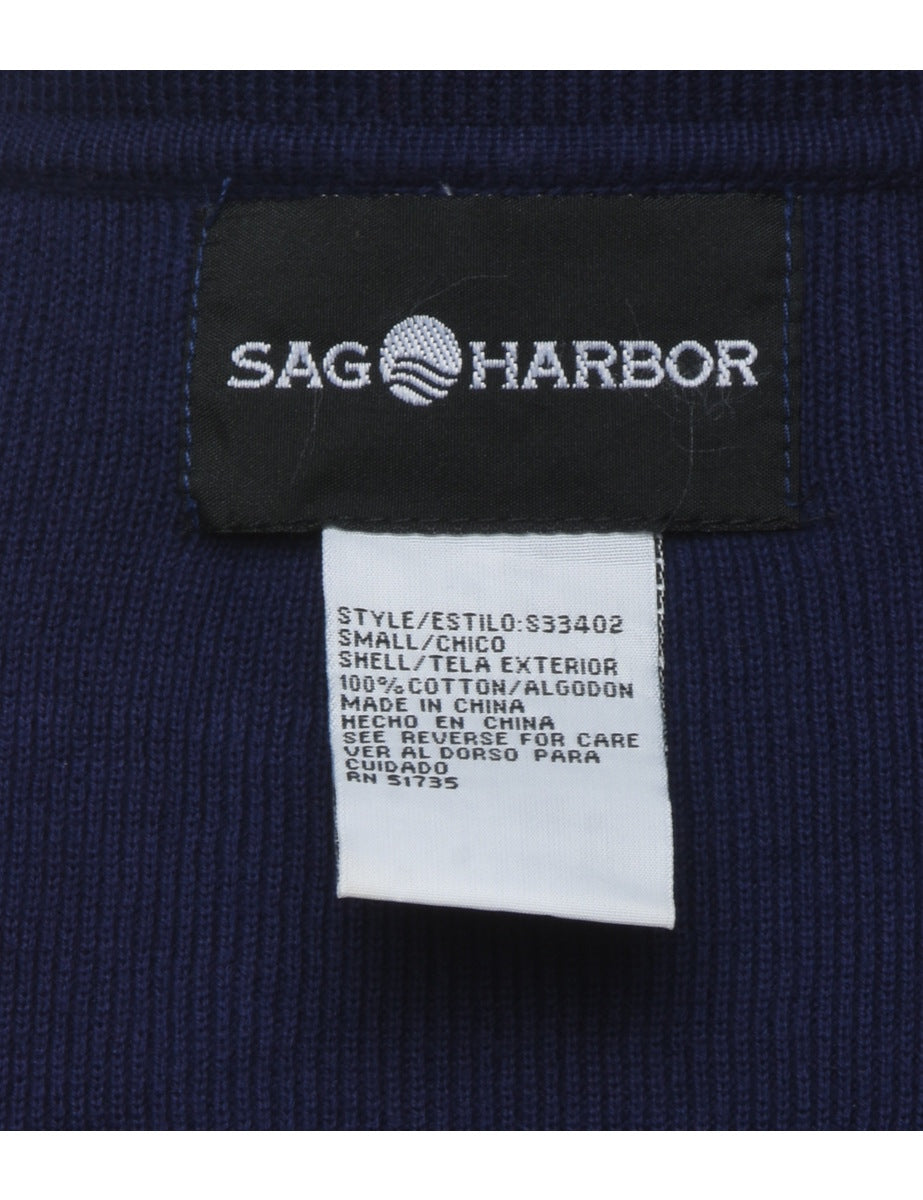 SAG HARBOR
STYLE/ESTILO:S33402
SMALL/CHICO
SHELL/TELA EXTERIOR
100% COTTON/ALGODON
MADE IN CHINA
HECHO EN CHINA
SEE REVERSE FOR CARE
VER AL DORSO PARA
CUIDADO
RN 51735